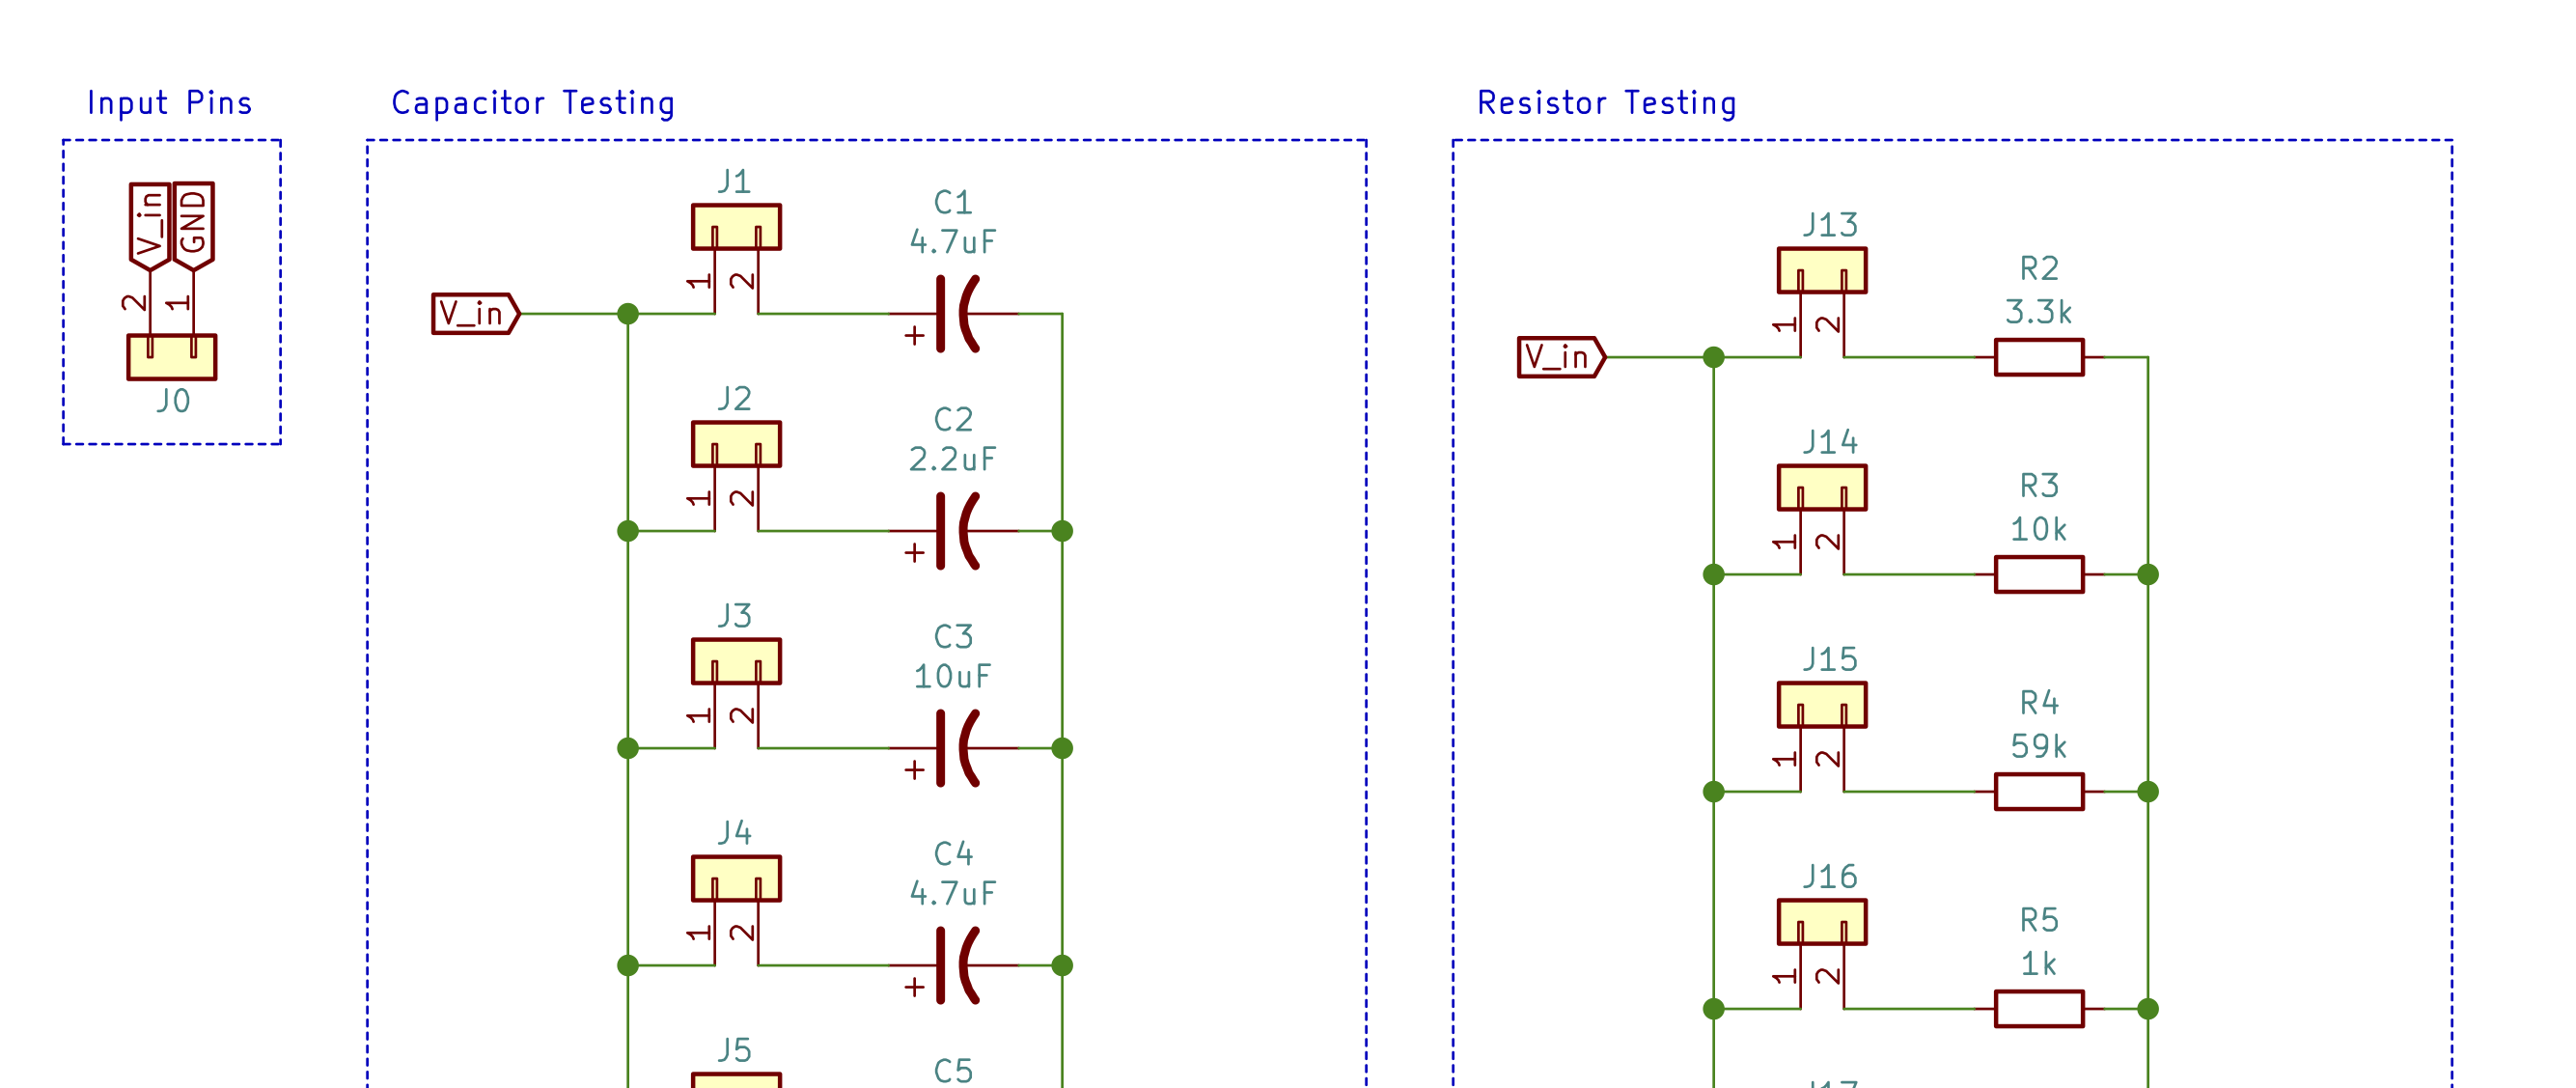 Input Pins
V_in
GND
2
1
J0
Capacitor Testing
V_in
J1
1
2
C1
4.7uF
+
J2
1
2
C2
2.2uF
+
J3
1
2
C3
10uF
+
J4
1
2
C4
4.7uF
+
J5
C5
Resistor Testing
V_in
J13
1
2
R2
3.3k
J14
1
2
R3
10k
J15
1
2
R4
59k
J16
1
2
R5
1k